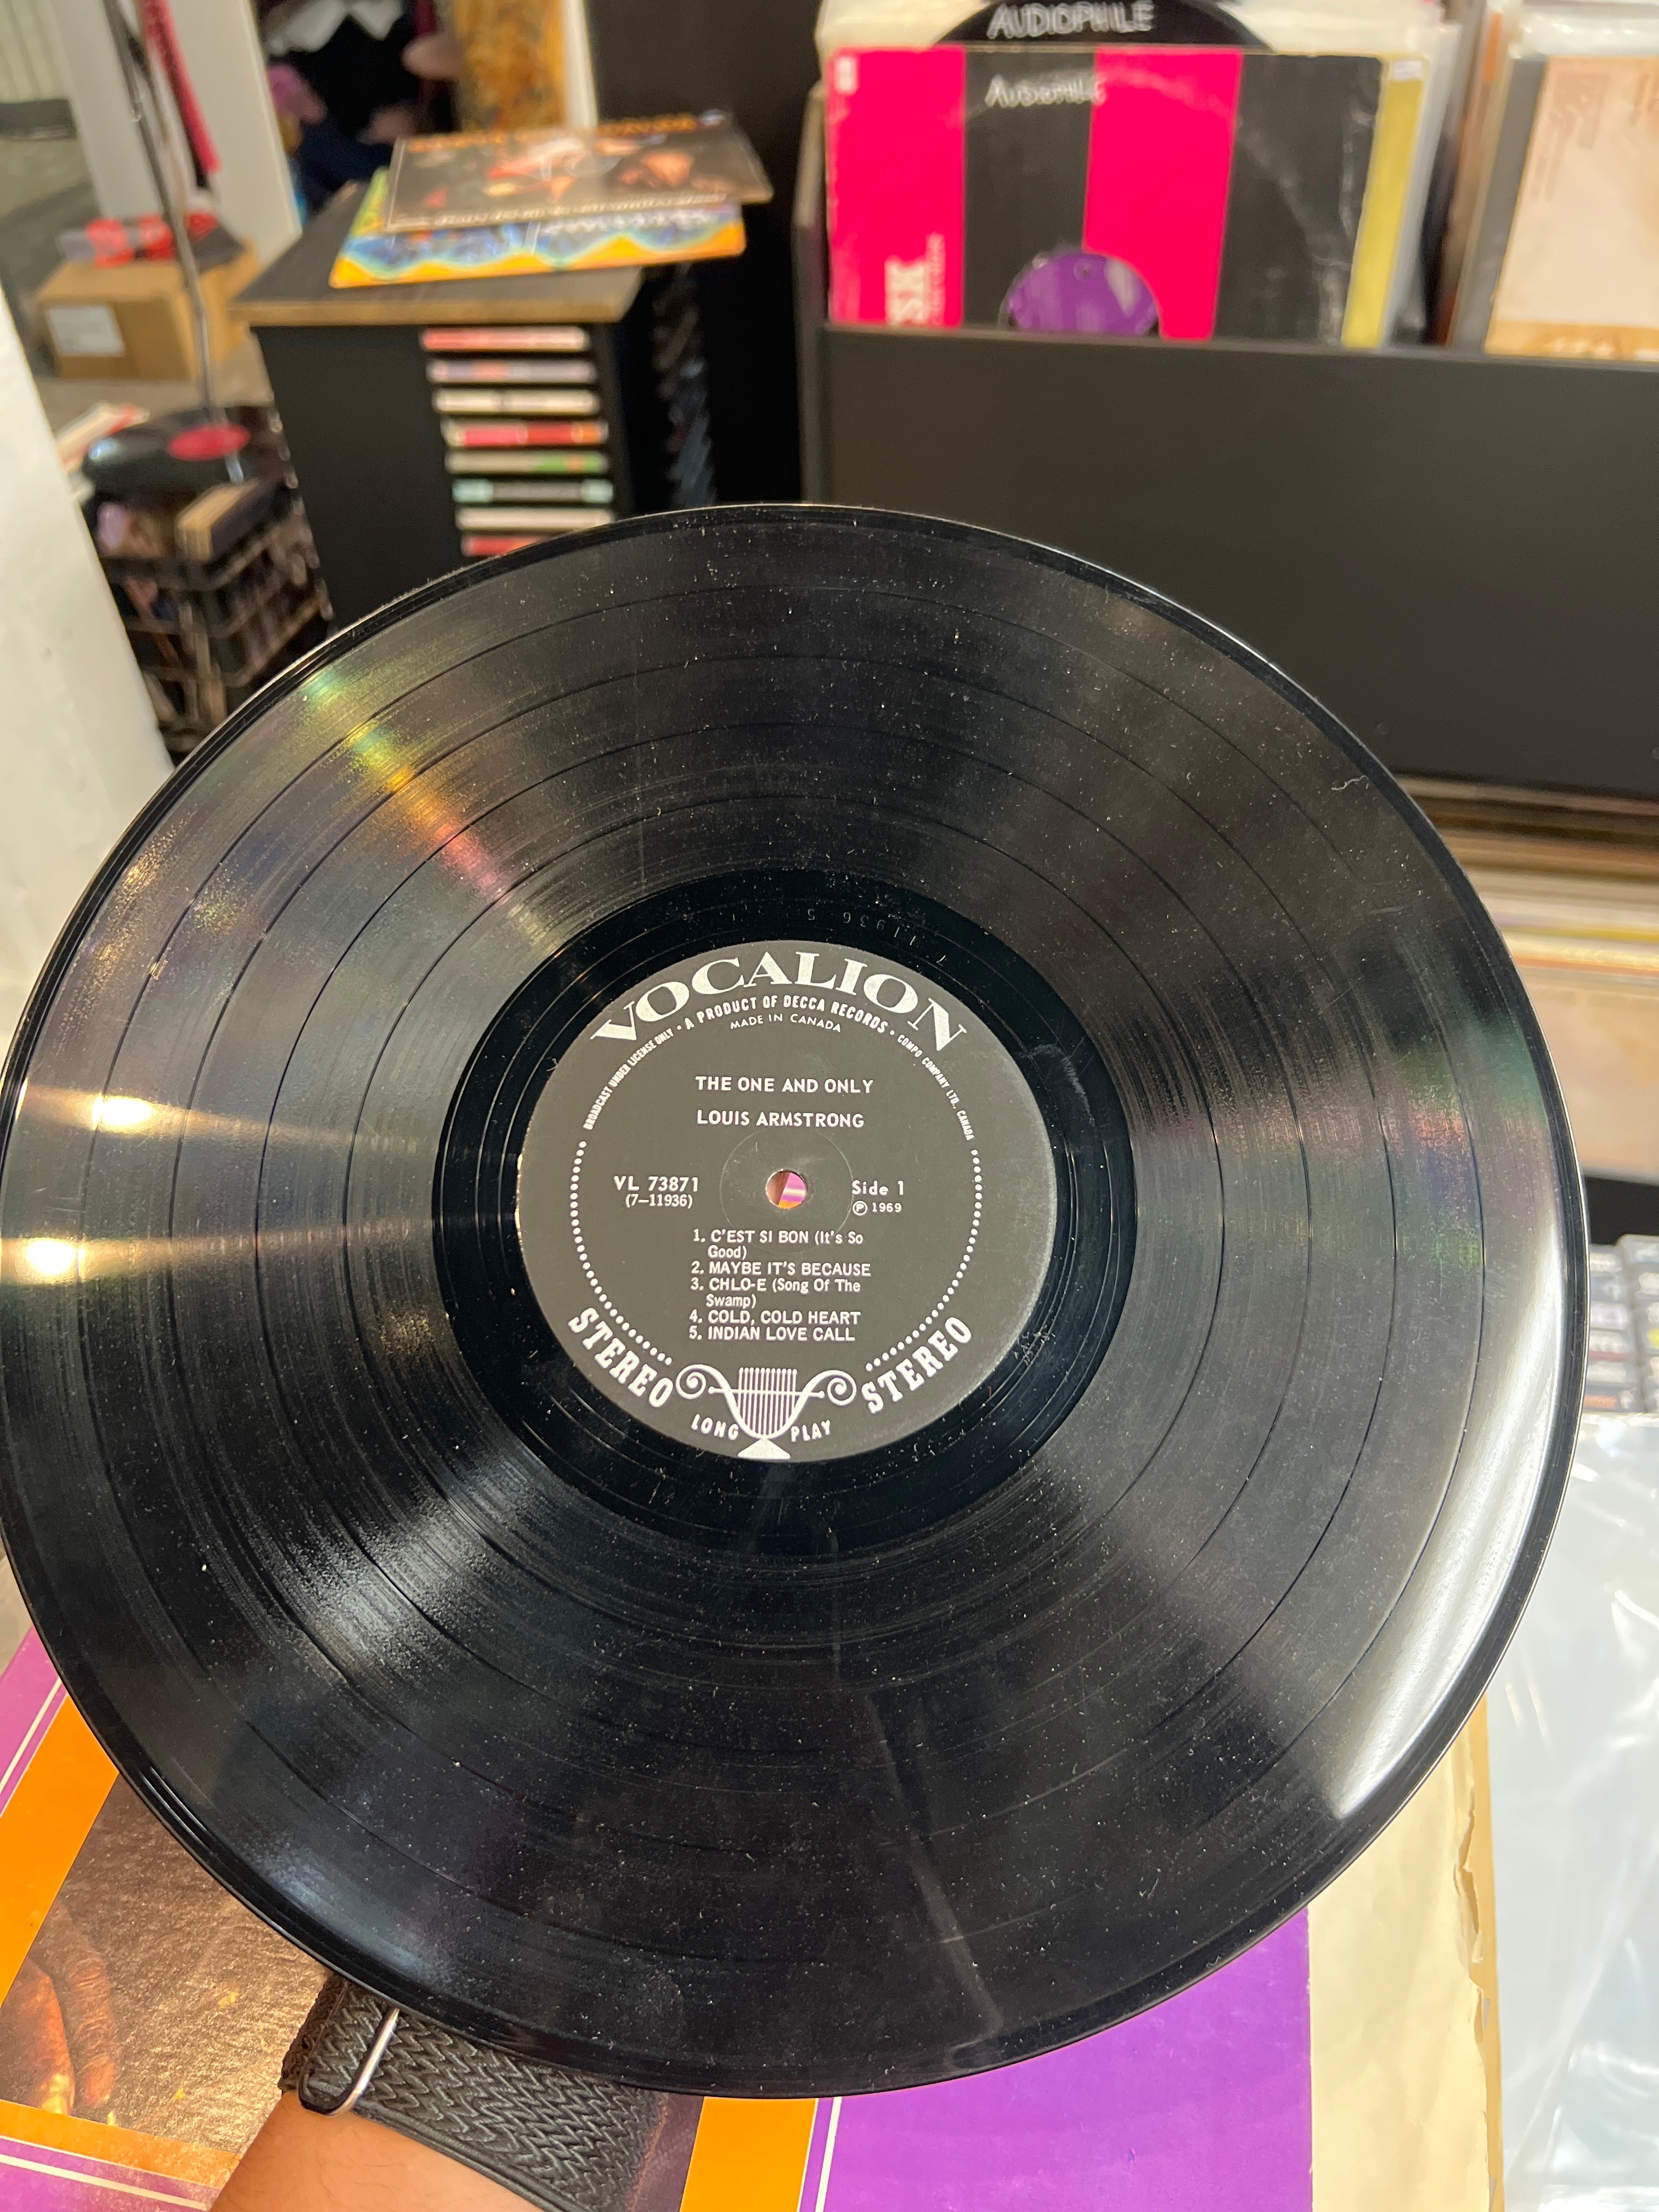 AUDIOPHILE
AUDIOPHILE
11936 5
VOCALION
BROADCAST UNDER LICENSE ONLY • A PRODUCT OF DECCA RECORDS • COMPO COMPANY LTD., CANADA
MADE IN CANADA
THE ONE AND ONLY
LOUIS ARMSTRONG
VL 73871
(7-11936)
Side 1
Ⓟ 1969
1. C'EST SI BON (It's So
Good)
2. MAYBE IT'S BECAUSE
3. CHLO-E (Song Of The
Swamp)
4. COLD, COLD HEART
5. INDIAN LOVE CALL
STEREO
STEREO
LONG PLAY